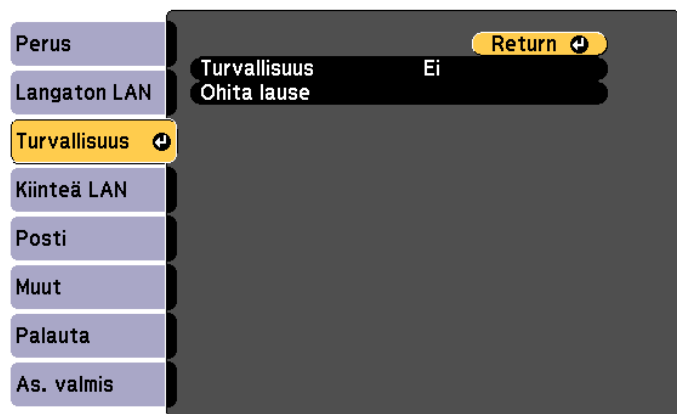 Perus
Langaton LAN
Turvallisuus
Kiinteä LAN
Posti
Muut
Palauta
As. valmis
Return
Turvallisuus Ei
Ohita lause